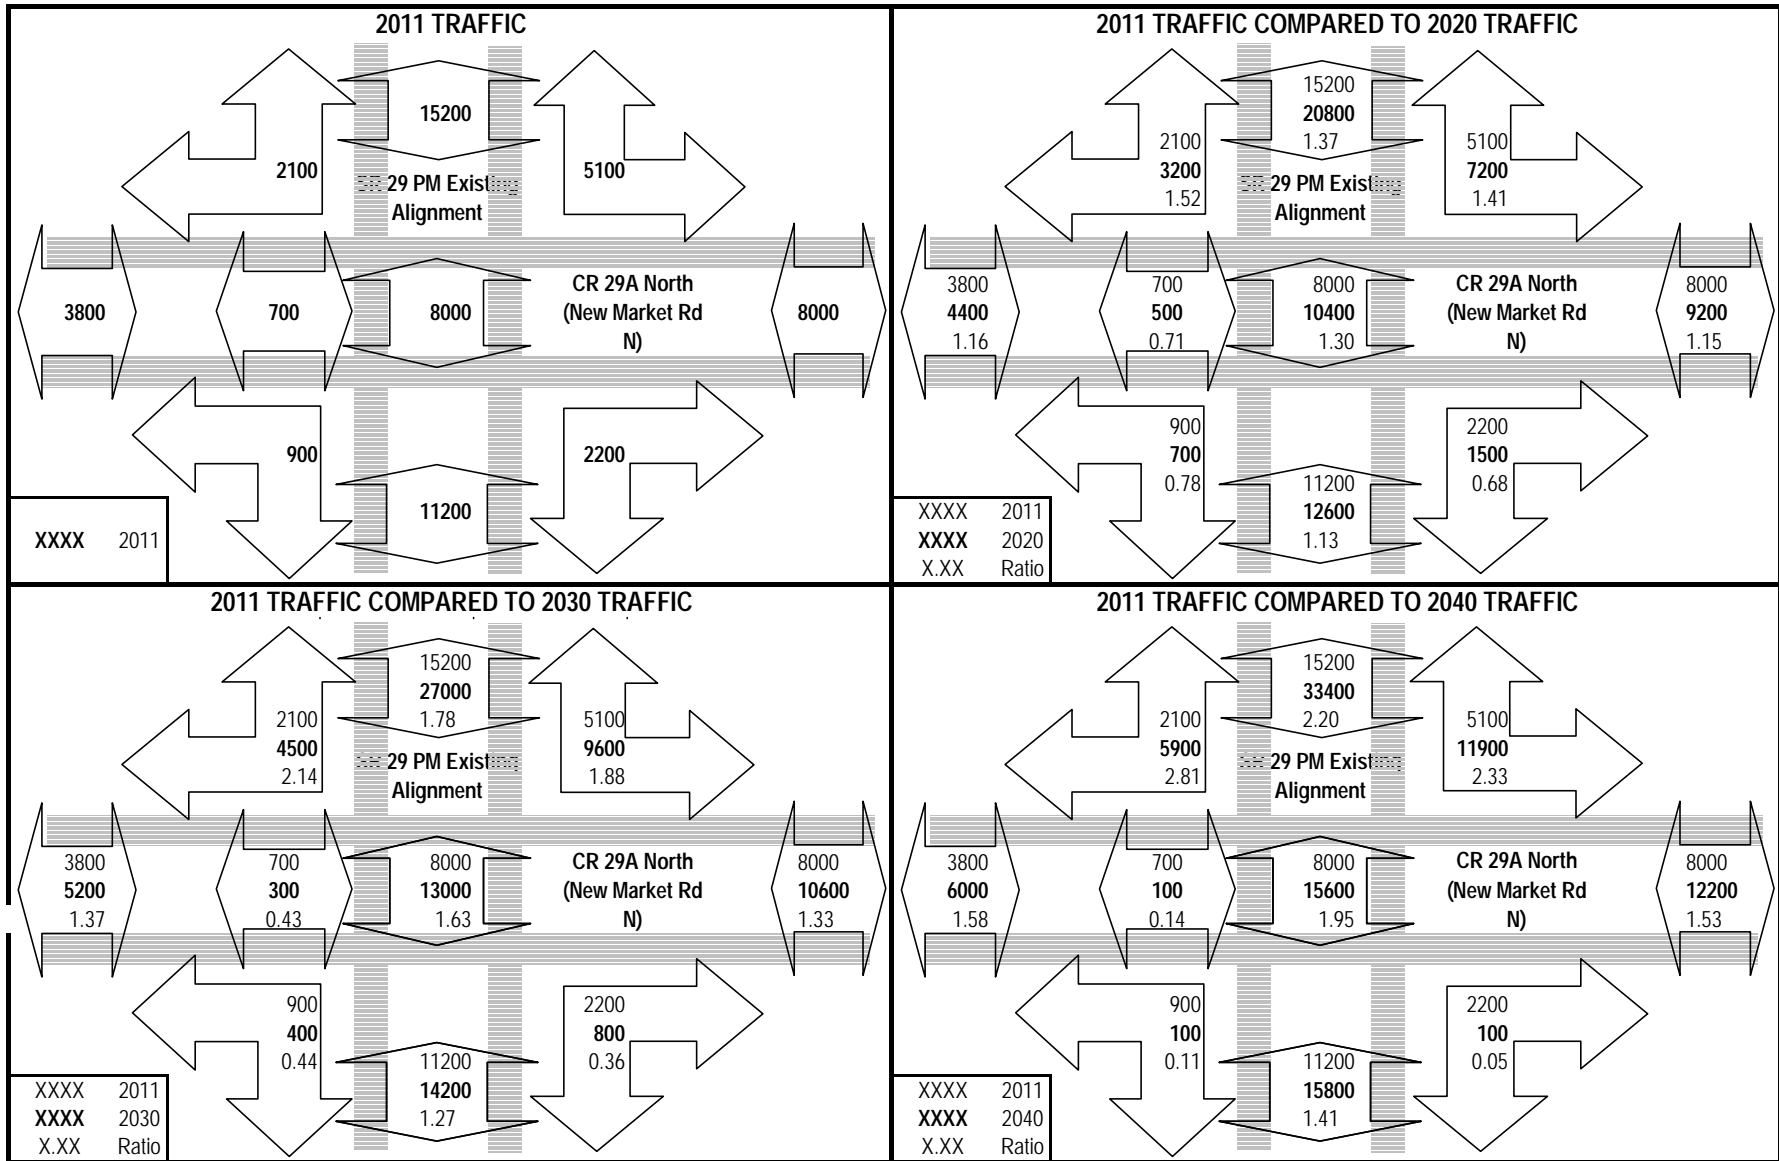 2011 TRAFFIC
15200
2100
5100
SR 29 PM Existing
Alignment
3800
700
8000
CR 29A North
(New Market Rd
N)
8000
900
2200
11200
XXXX 2011
2011 TRAFFIC COMPARED TO 2020 TRAFFIC
15200
20800
1.37
2100
3200
1.52
5100
7200
1.41
SR 29 PM Existing
Alignment
3800
4400
1.16
700
500
0.71
8000
10400
1.30
CR 29A North
(New Market Rd
N)
8000
9200
1.15
900
700
0.78
2200
1500
0.68
11200
12600
1.13
XXXX 2011
XXXX 2020
X.XX Ratio
2011 TRAFFIC COMPARED TO 2030 TRAFFIC
15200
27000
1.78
2100
4500
2.14
5100
9600
1.88
SR 29 PM Existing
Alignment
3800
5200
1.37
700
300
0.43
8000
13000
1.63
CR 29A North
(New Market Rd
N)
8000
10600
1.33
900
400
0.44
2200
800
0.36
11200
14200
1.27
XXXX 2011
XXXX 2030
X.XX Ratio
2011 TRAFFIC COMPARED TO 2040 TRAFFIC
15200
33400
2.20
2100
5900
2.81
5100
11900
2.33
SR 29 PM Existing
Alignment
3800
6000
1.58
700
100
0.14
8000
15600
1.95
CR 29A North
(New Market Rd
N)
8000
12200
1.53
900
100
0.11
2200
100
0.05
11200
15800
1.41
XXXX 2011
XXXX 2040
X.XX Ratio